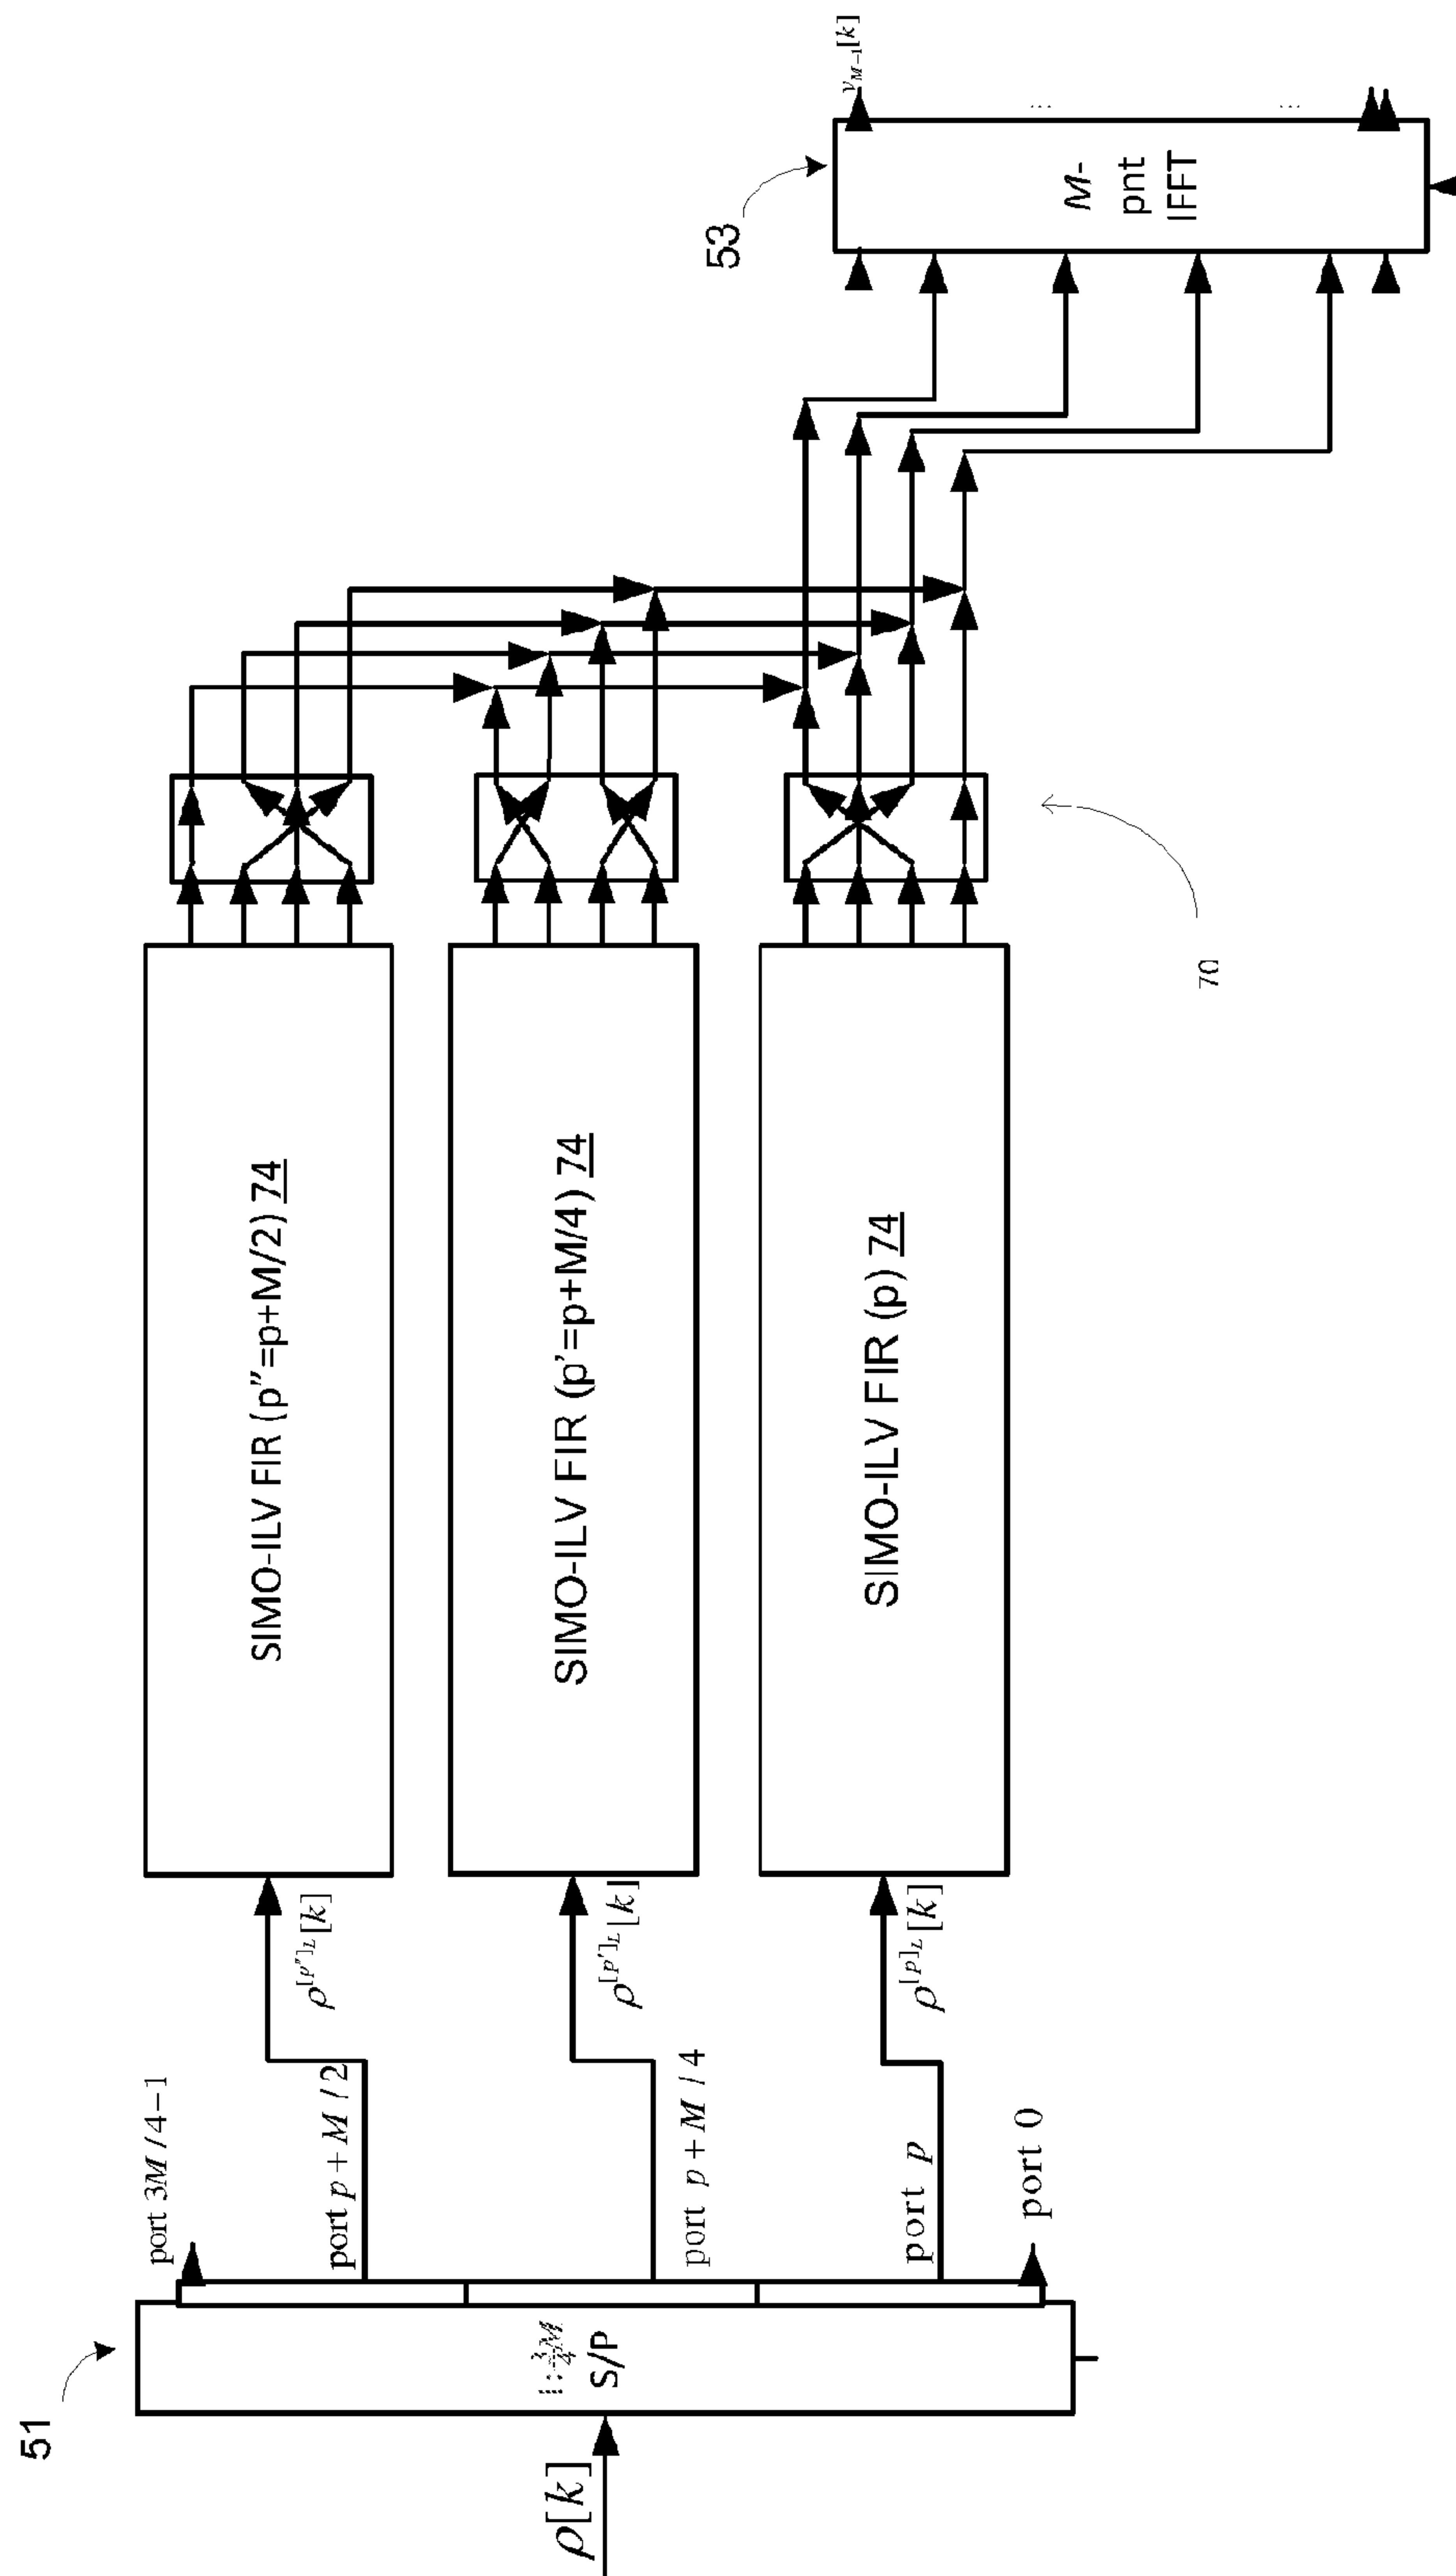 51
ρ[k]
1:¾M
S/P
port 3M/4−1
port p+M/2
port p+M/4
port p
port 0
ρ^[p″]_L[k]
ρ^[p′]_L[k]
ρ^[p]_L[k]
SIMO-ILV FIR (p″=p+M/2) 74
SIMO-ILV FIR (p′=p+M/4) 74
SIMO-ILV FIR (p) 74
70
53
M-
pnt
IFFT
ν_M−1[k]